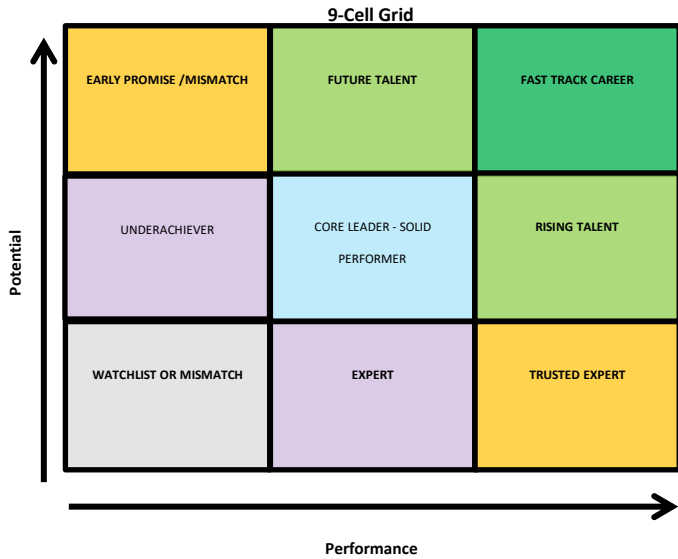 9-Cell Grid
EARLY PROMISE /MISMATCH
FUTURE TALENT
FAST TRACK CAREER
Potential
UNDERACHIEVER
CORE LEADER - SOLID
PERFORMER
RISING TALENT
WATCHLIST OR MISMATCH
EXPERT
TRUSTED EXPERT
Performance